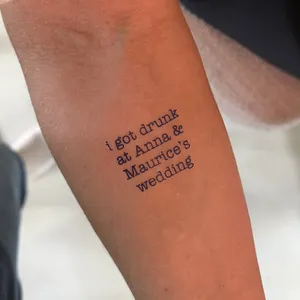 i got drunk
at Anna &
Maurice's
wedding